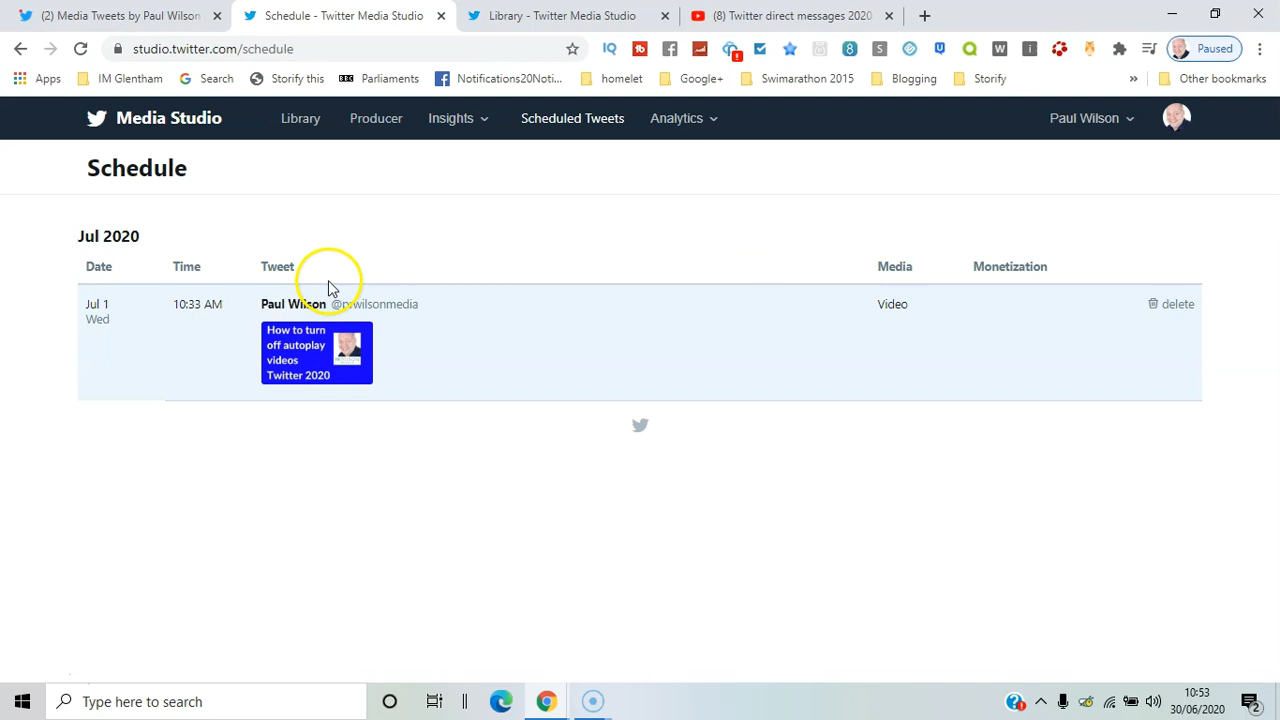 (2) Media Tweets by Paul Wilson
Schedule - Twitter Media Studio
Library - Twitter Media Studio
(8) Twitter direct messages 2020
studio.twitter.com/schedule
Paused
Apps
IM Glentham
Search
Storify this
BBC Parliaments
Notifications20Noti...
homelet
Google+
Swimarathon 2015
Blogging
Storify
»
Other bookmarks
Media Studio
Library
Producer
Insights
Scheduled Tweets
Analytics
Paul Wilson
Schedule
Jul 2020
Date Time Tweet Media Monetization
Jul 1 10:33 AM Paul Wilson @prwilsonmedia Video delete
Wed
How to turn
off autoplay
videos
Twitter 2020
Type here to search
10:53
30/06/2020
2